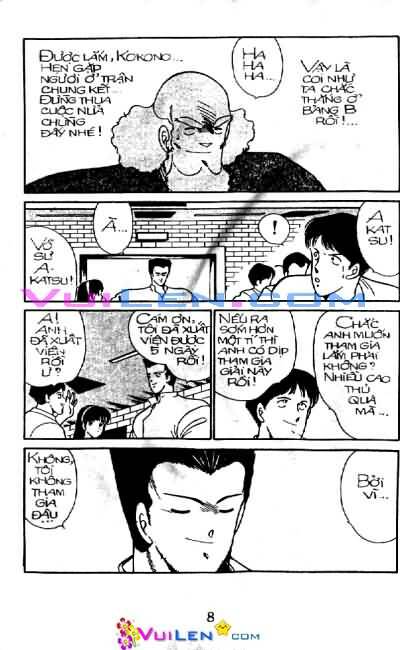 ĐƯỢC LẮM, KOKONO...
HẸN GẶP
NGƯƠI Ở TRẬN
CHUNG KẾT...
ĐỪNG THUA
CUỘC NỮA
CHỪNG
ĐẤY NHÉ!
HA
HA
HA...
VẬY LÀ
COI NHƯ
TA CHẮC
THẮNG Ở
BẢNG B
RỒI!...
VÕ
SƯ
A-
KATSU!
À...
!
A
KAT
SU!
VUILEN.COM
A!
ANH
ĐÃ XUẤT
VIỆN
RỒI
Ư?
CẢM ƠN,
TÔI ĐÃ XUẤT
VIỆN ĐƯỢC
5 NGÀY
RỒI!
NẾU RA
SỚM HƠN
MỘT TÍ THÌ
ANH CÓ DỊP
THAM GIA
GIẢI NÀY
RỒI!
CHẮC
ANH MUỐN
THAM GIA
LẮM PHẢI
KHÔNG?
NHIỀU CAO
THỦ
QUÁ
MÀ...
KHÔNG,
TÔI
KHÔNG
THAM
GIA
ĐÂU...
BỞI
VÌ...
8
VUILEN.COM